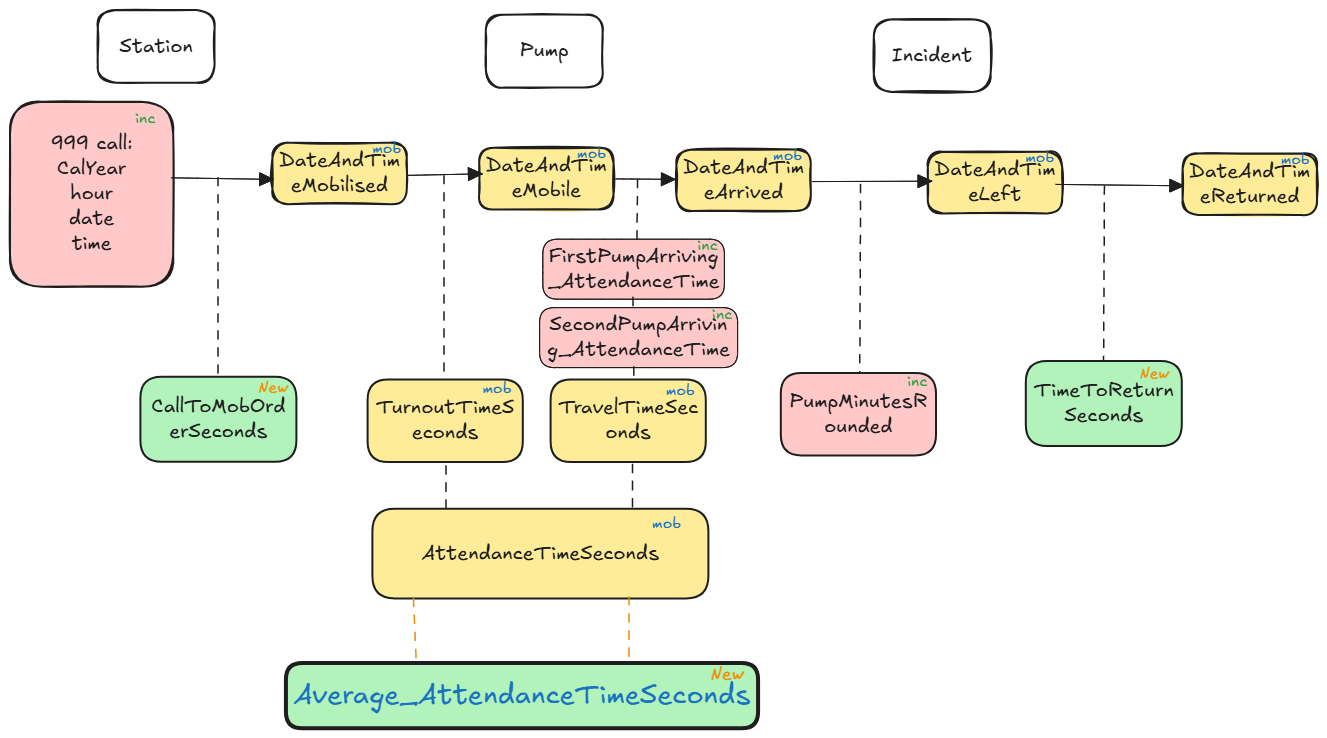 Station
Pump
Incident
inc
999 call:
CalYear
hour
date
time
mob
DateAndTim
eMobilised
mob
DateAndTim
eMobile
mob
DateAndTim
eArrived
mob
DateAndTim
eLeft
mob
DateAndTim
eReturned
inc
FirstPumpArriving
_AttendanceTime
inc
SecondPumpArrivin
g_AttendanceTime
New
CallToMobOrd
erSeconds
mob
TurnoutTimeS
econds
mob
TravelTimeSec
onds
inc
PumpMinutesR
ounded
New
TimeToReturn
Seconds
mob
AttendanceTimeSeconds
New
Average_AttendanceTimeSeconds